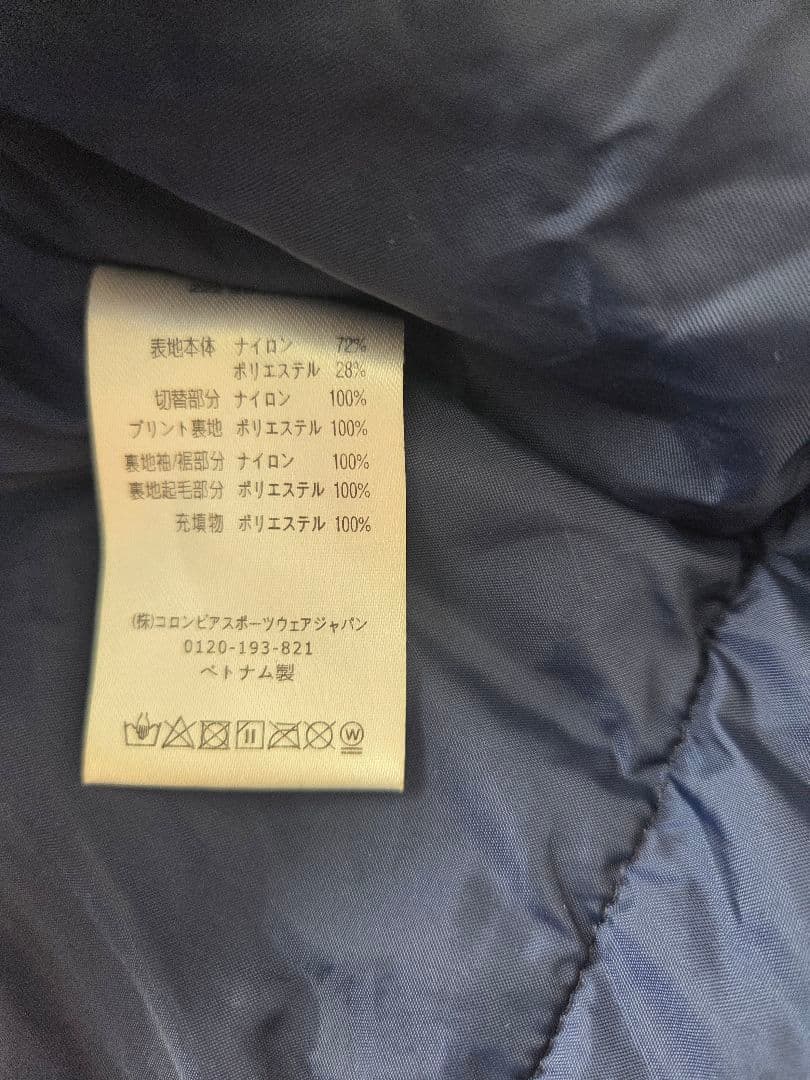 表地本体 ナイロン 72%
ポリエステル 28%
切替部分 ナイロン 100%
プリント裏地 ポリエステル 100%
裏地袖/裾部分 ナイロン 100%
裏地起毛部分 ポリエステル 100%
充填物 ポリエステル 100%
(株)コロンビアスポーツウェアジャパン
0120-193-821
ベトナム製
W